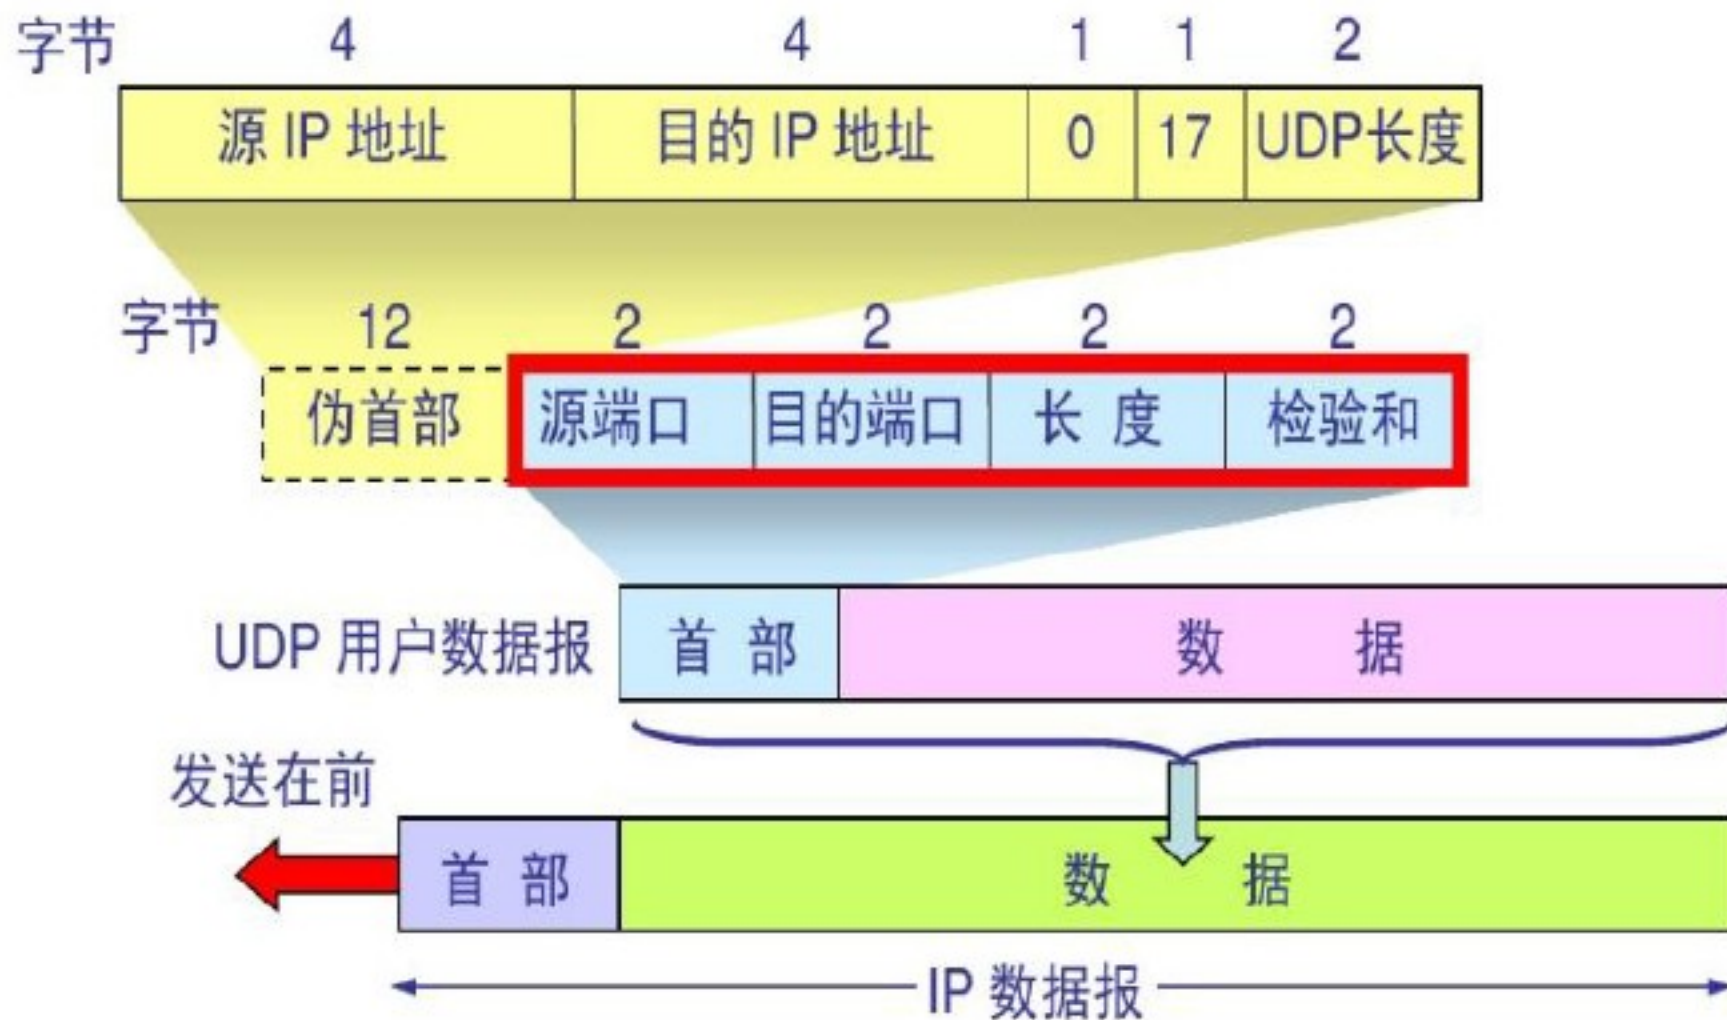 字节 4 4 1 1 2
源 IP 地址 目的 IP 地址 0 17 UDP长度
字节 12 2 2 2 2
伪首部 源端口 目的端口 长 度 检验和
UDP 用户数据报 首 部 数 据
发送在前
首 部 数 据
IP 数据报